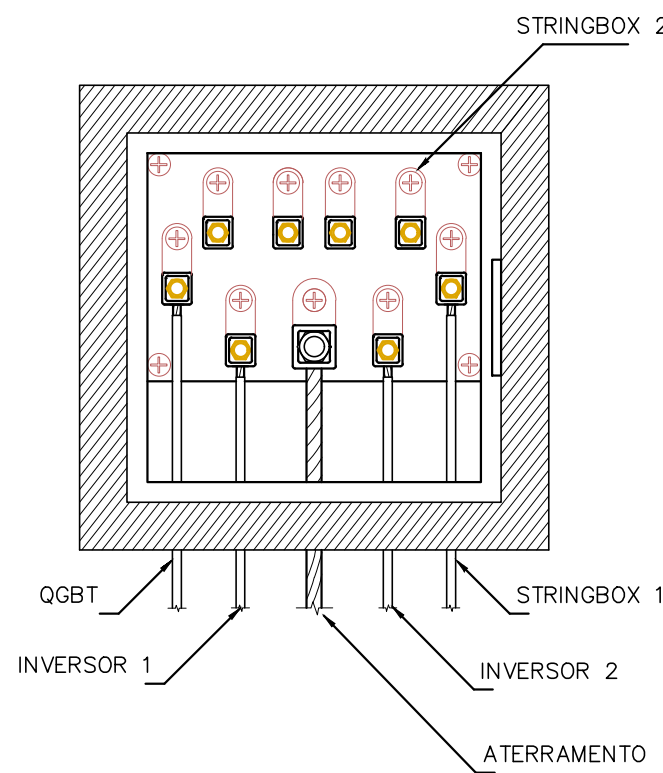 STRINGBOX 2
QGBT
STRINGBOX 1
INVERSOR 1
INVERSOR 2
ATERRAMENTO